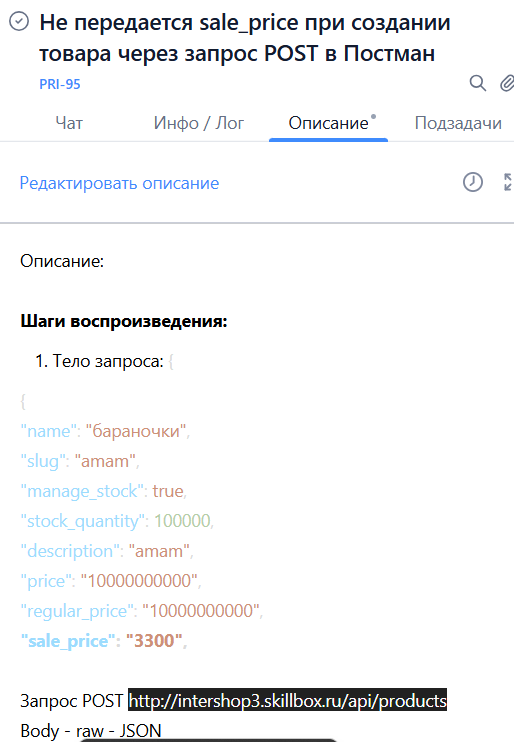 Не передается sale_price при создании
товара через запрос POST в Постман
PRI-95
Чат Инфо / Лог Описание Подзадачи
Редактировать описание
Описание:
Шаги воспроизведения:
1. Тело запроса: {
{
"name": "бараночки",
"slug": "amam",
"manage_stock": true,
"stock_quantity": 100000,
"description": "amam",
"price": "10000000000",
"regular_price": "10000000000",
"sale_price": "3300",
Запрос POST http://intershop3.skillbox.ru/api/products
Body - raw - JSON